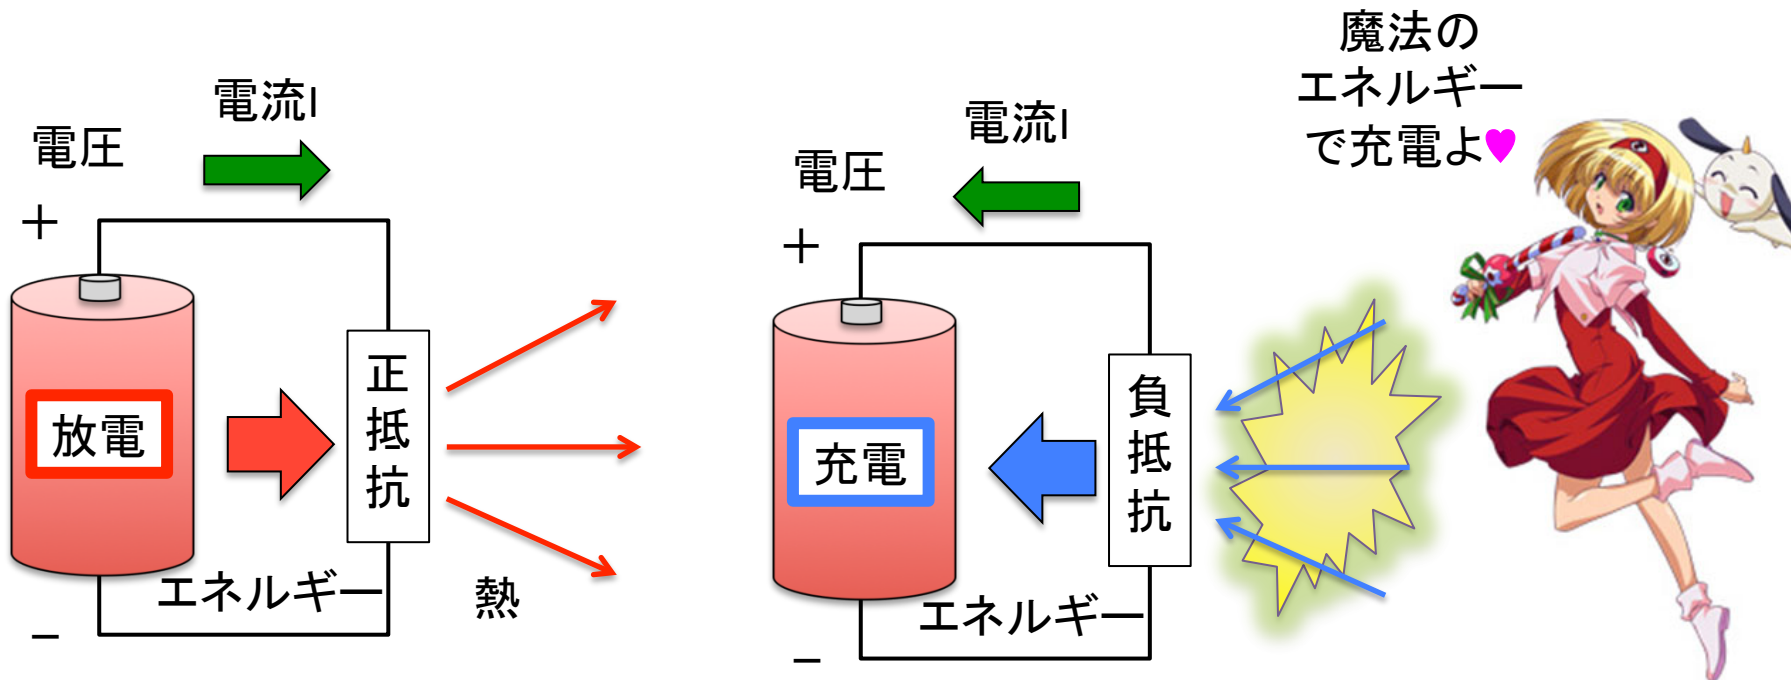 電流I
電圧
＋
放電
正抵抗
エネルギー
熱
－
電流I
電圧
＋
充電
負抵抗
エネルギー
－
魔法の
エネルギー
で充電よ♥